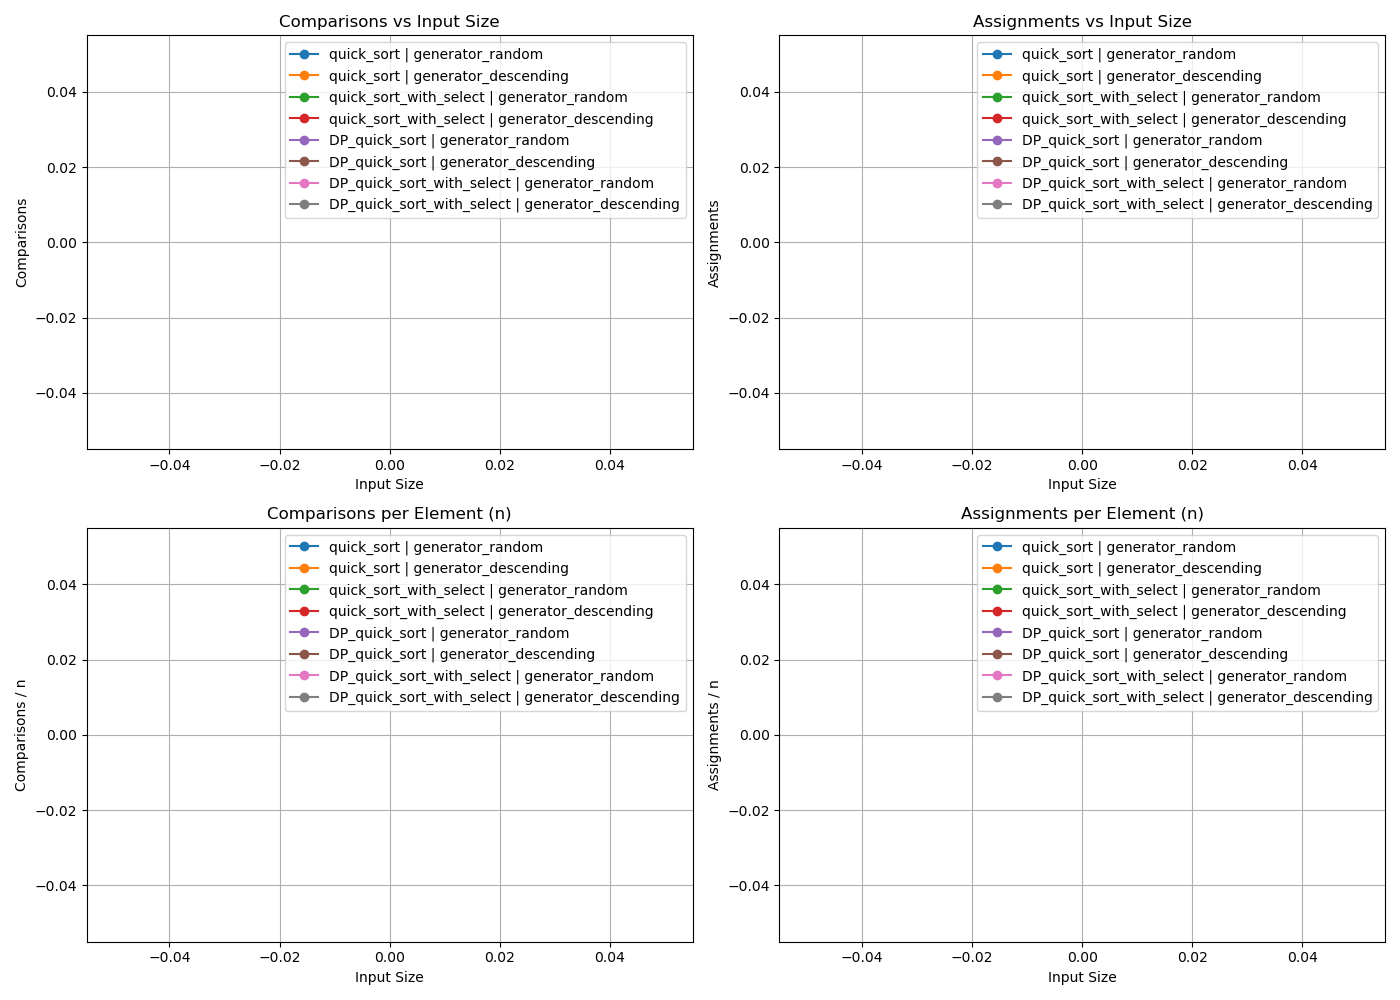 Comparisons vs Input Size
quick_sort | generator_random
quick_sort | generator_descending
quick_sort_with_select | generator_random
quick_sort_with_select | generator_descending
DP_quick_sort | generator_random
DP_quick_sort | generator_descending
DP_quick_sort_with_select | generator_random
DP_quick_sort_with_select | generator_descending
Comparisons
0.04
0.02
0.00
−0.02
−0.04
−0.04 −0.02 0.00 0.02 0.04
Input Size
Assignments vs Input Size
quick_sort | generator_random
quick_sort | generator_descending
quick_sort_with_select | generator_random
quick_sort_with_select | generator_descending
DP_quick_sort | generator_random
DP_quick_sort | generator_descending
DP_quick_sort_with_select | generator_random
DP_quick_sort_with_select | generator_descending
Assignments
0.04
0.02
0.00
−0.02
−0.04
−0.04 −0.02 0.00 0.02 0.04
Input Size
Comparisons per Element (n)
quick_sort | generator_random
quick_sort | generator_descending
quick_sort_with_select | generator_random
quick_sort_with_select | generator_descending
DP_quick_sort | generator_random
DP_quick_sort | generator_descending
DP_quick_sort_with_select | generator_random
DP_quick_sort_with_select | generator_descending
Comparisons / n
0.04
0.02
0.00
−0.02
−0.04
−0.04 −0.02 0.00 0.02 0.04
Input Size
Assignments per Element (n)
quick_sort | generator_random
quick_sort | generator_descending
quick_sort_with_select | generator_random
quick_sort_with_select | generator_descending
DP_quick_sort | generator_random
DP_quick_sort | generator_descending
DP_quick_sort_with_select | generator_random
DP_quick_sort_with_select | generator_descending
Assignments / n
0.04
0.02
0.00
−0.02
−0.04
−0.04 −0.02 0.00 0.02 0.04
Input Size